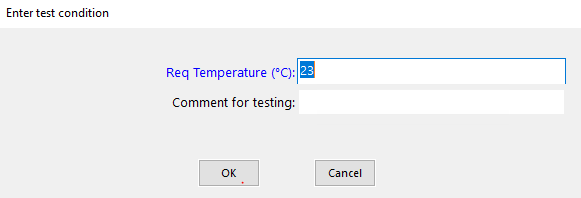 Enter test condition
Req Temperature (°C): 23
Comment for testing:
OK Cancel